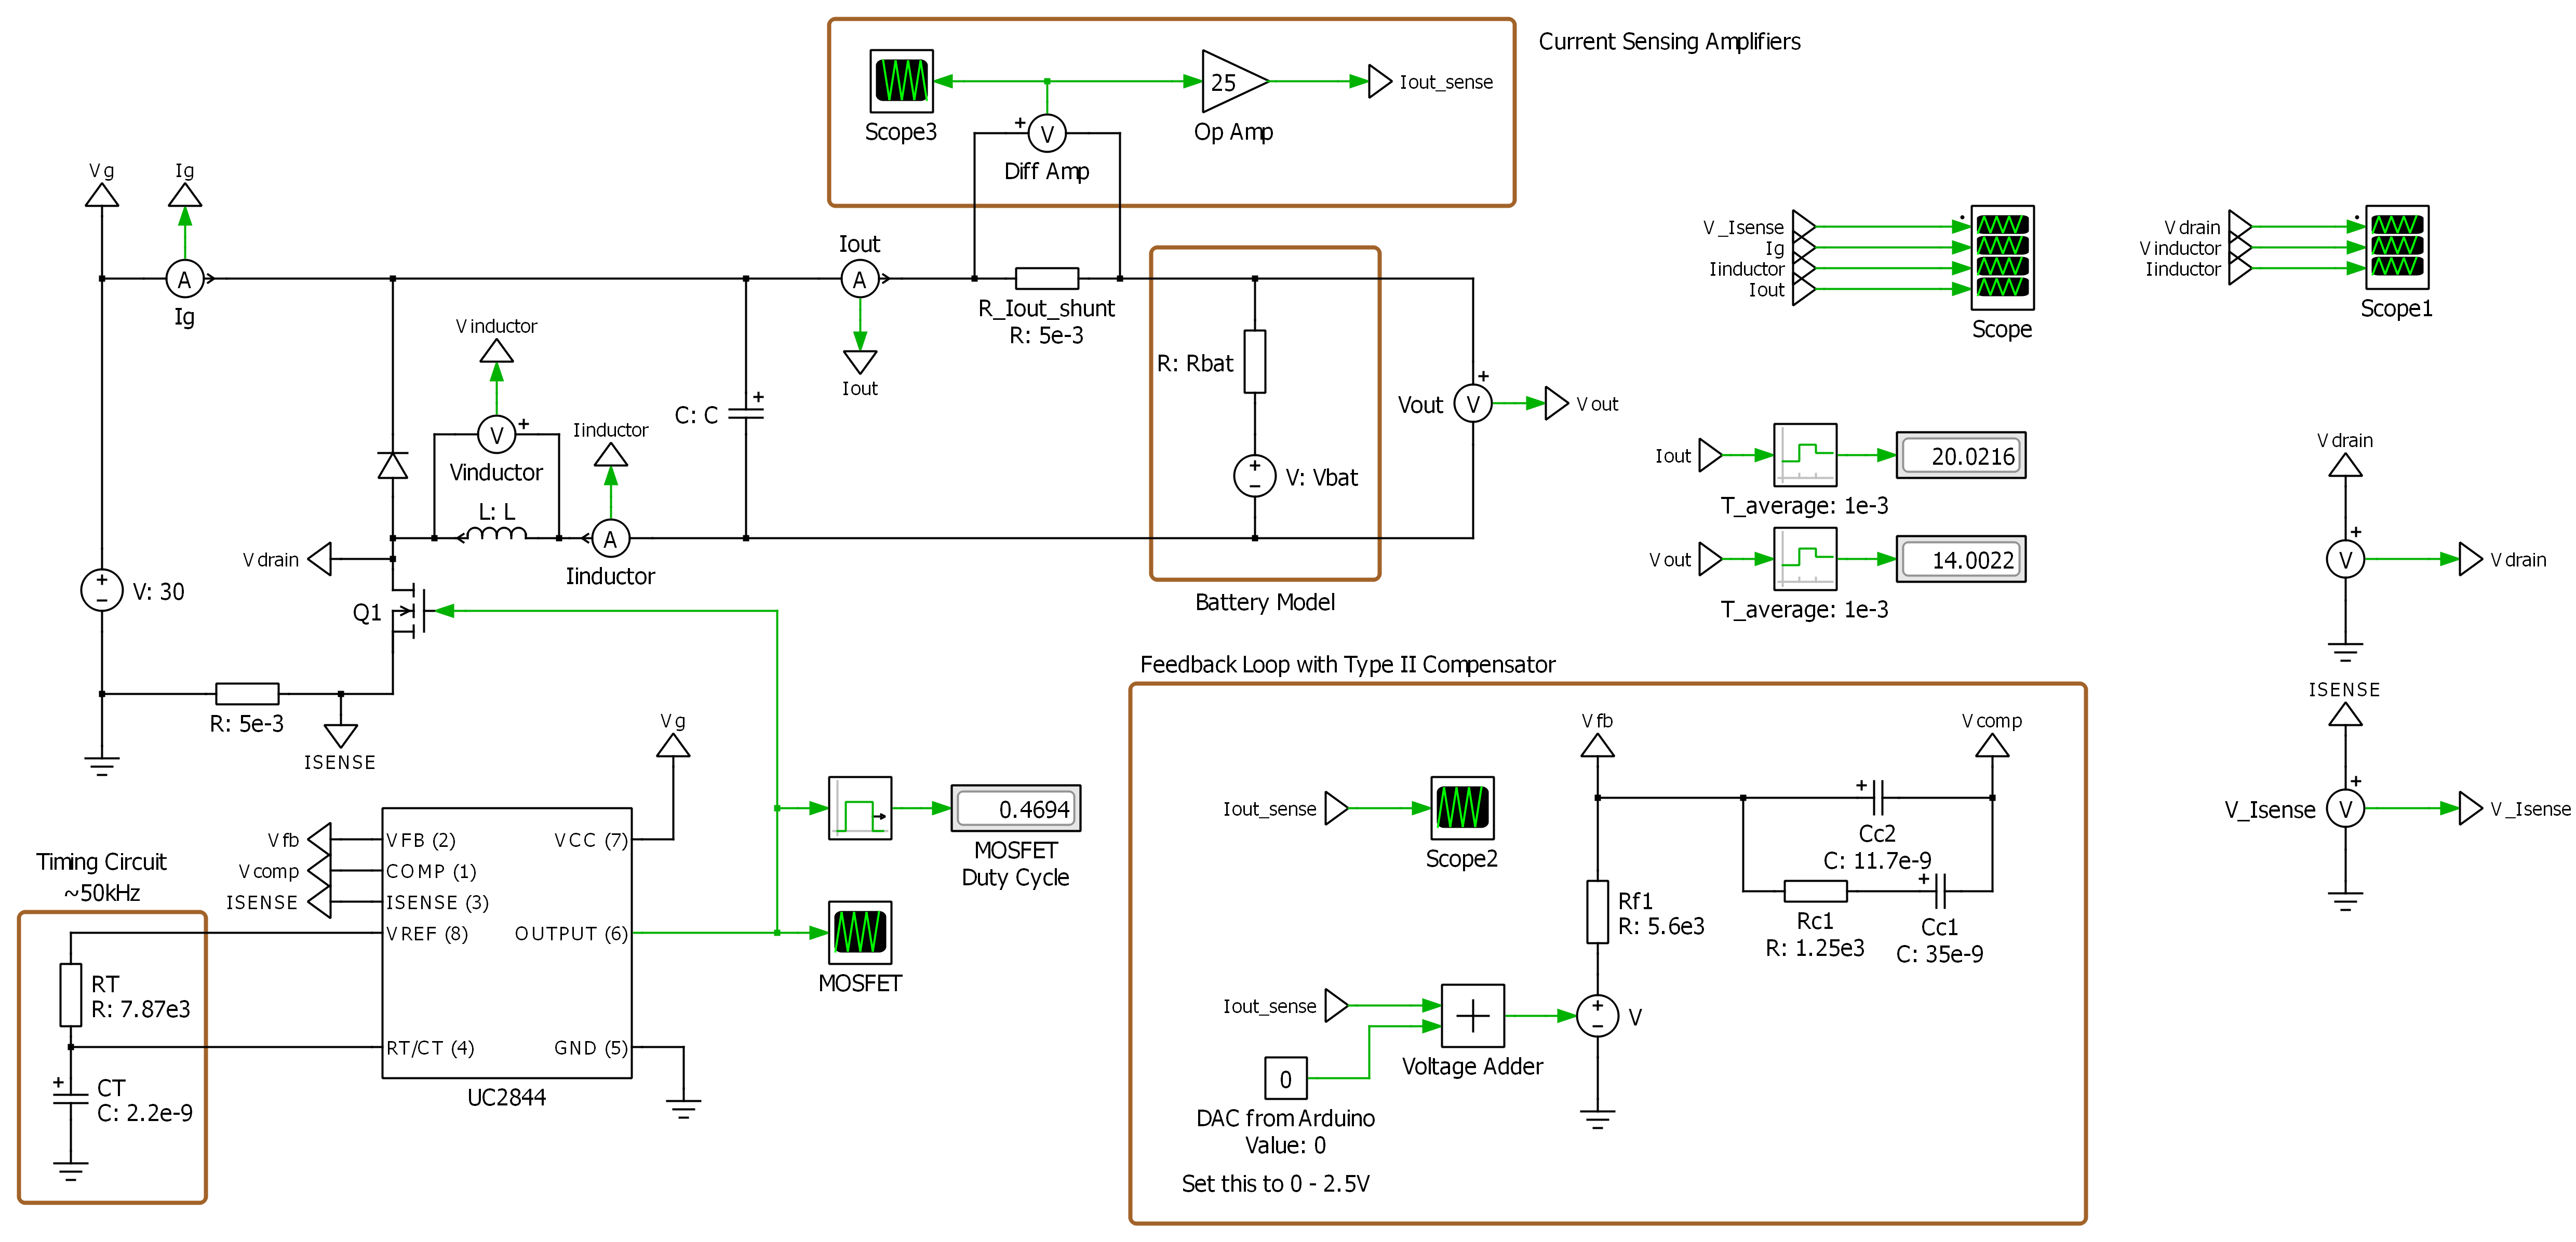 Current Sensing Amplifiers
Scope3
25
Op Amp
Iout_sense
+
V
Diff Amp
Vg
Ig
A
Ig
Iout
A
Iout
R_Iout_shunt
R: 5e-3
Vinductor
V
+
Vinductor
L: L
Iinductor
A
Iinductor
C: C
+
R: Rbat
+
V: Vbat
Battery Model
Vout
+
V
Vout
V_Isense
Ig
Iinductor
Iout
Scope
Vdrain
Vinductor
Iinductor
Scope1
Iout
T_average: 1e-3
20.0216
Vout
T_average: 1e-3
14.0022
Vdrain
+
V
Vdrain
ISENSE
+
V_Isense
V
V_Isense
+
V: 30
Vdrain
Q1
R: 5e-3
ISENSE
Vg
Vfb
Vcomp
ISENSE
VFB (2)
COMP (1)
ISENSE (3)
VREF (8)
RT/CT (4)
VCC (7)
OUTPUT (6)
GND (5)
UC2844
Timing Circuit
~50kHz
RT
R: 7.87e3
+
CT
C: 2.2e-9
0.4694
MOSFET
Duty Cycle
MOSFET
Feedback Loop with Type II Compensator
Iout_sense
Scope2
Vfb
Vcomp
+
Cc2
C: 11.7e-9
Rc1
R: 1.25e3
+
Cc1
C: 35e-9
Rf1
R: 5.6e3
Iout_sense
+
Voltage Adder
+
V
0
DAC from Arduino
Value: 0
Set this to 0 - 2.5V